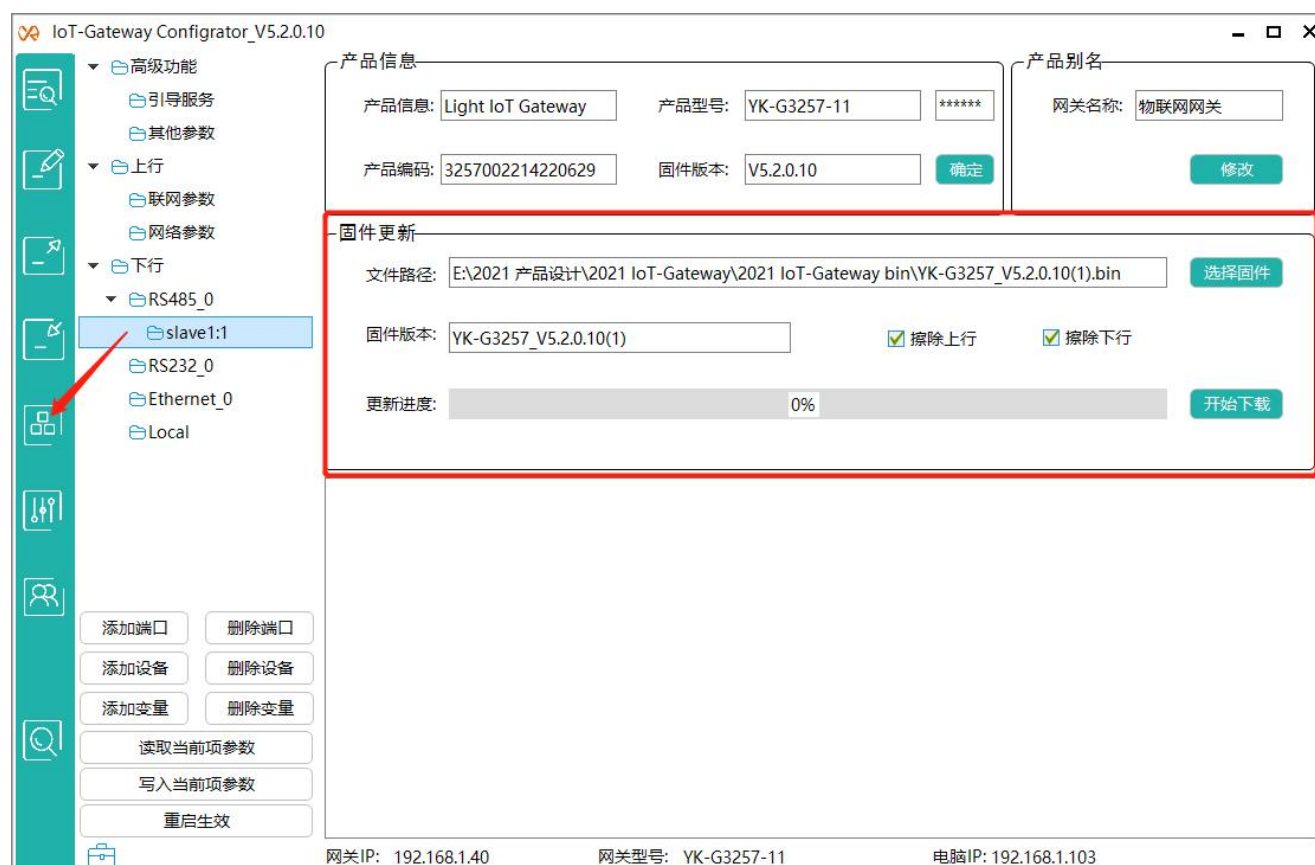 IoT-Gateway Configrator_V5.2.0.10
高级功能
引导服务
其他参数
上行
联网参数
网络参数
下行
RS485_0
slave1:1
RS232_0
Ethernet_0
Local
添加端口 删除端口
添加设备 删除设备
添加变量 删除变量
读取当前项参数
写入当前项参数
重启生效
产品信息
产品信息: Light IoT Gateway 产品型号: YK-G3257-11 ******
产品编码: 3257002214220629 固件版本: V5.2.0.10 确定
产品别名
网关名称: 物联网网关
修改
固件更新
文件路径: E:\2021 产品设计\2021 IoT-Gateway\2021 IoT-Gateway bin\YK-G3257_V5.2.0.10(1).bin 选择固件
固件版本: YK-G3257_V5.2.0.10(1) 擦除上行 擦除下行
更新进度: 0% 开始下载
网关IP: 192.168.1.40 网关型号: YK-G3257-11 电脑IP: 192.168.1.103